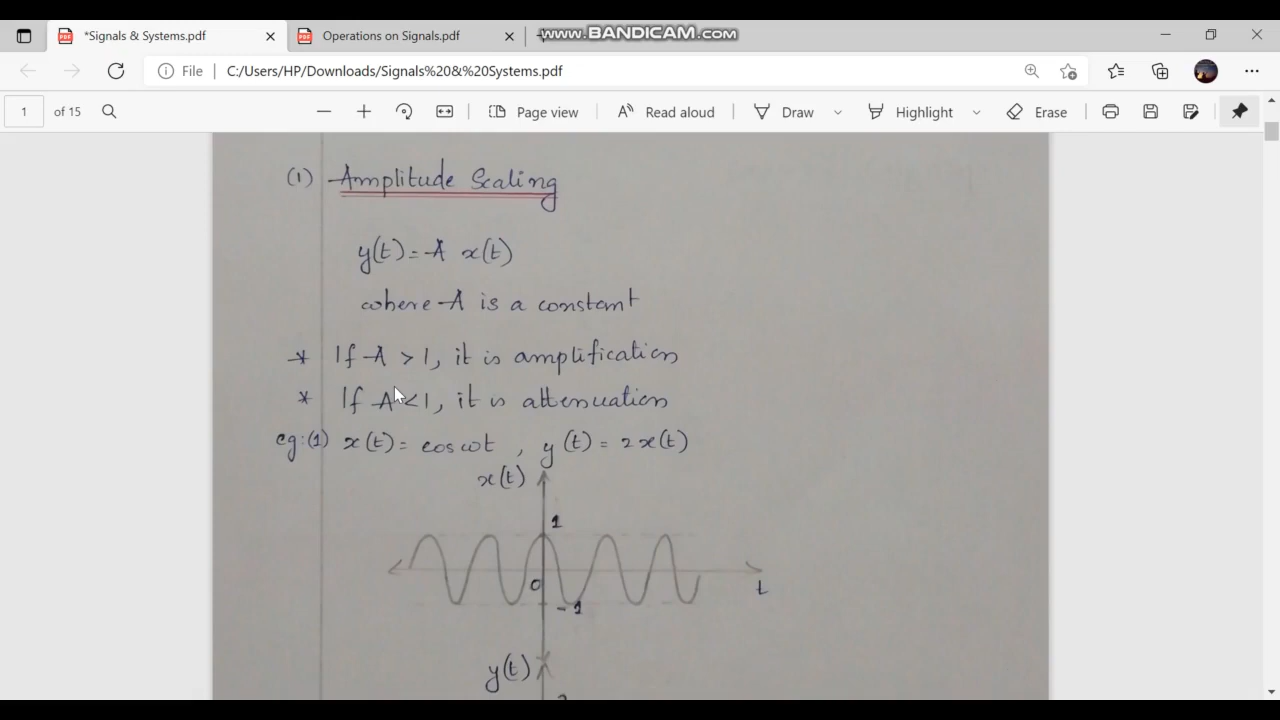 *Signals & Systems.pdf
Operations on Signals.pdf
www.BANDICAM.com
File
C:/Users/HP/Downloads/Signals%20&%20Systems.pdf
1 of 15
Page view
Read aloud
Draw
Highlight
Erase
(1) Amplitude Scaling
y(t) = A x(t)
where A is a constant
* If A > 1, it is amplification
* If A < 1, it is attenuation
eg:(1) x(t) = cos ωt , y(t) = 2x(t)
x(t)
1
0
t
-1
y(t)